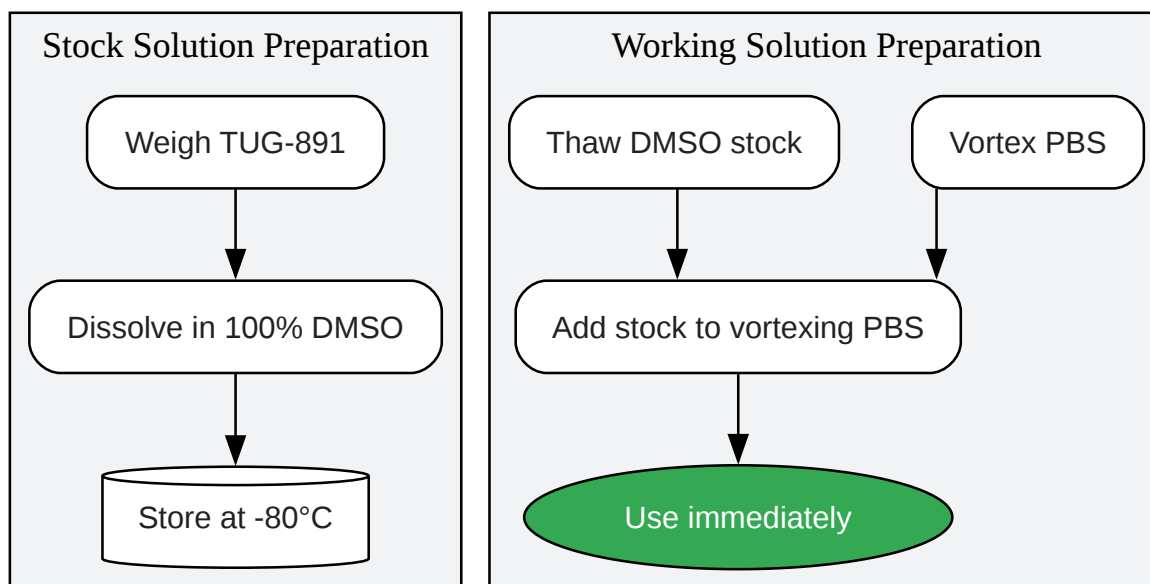 Stock Solution Preparation
Weigh TUG-891
Dissolve in 100% DMSO
Store at -80°C
Working Solution Preparation
Thaw DMSO stock
Vortex PBS
Add stock to vortexing PBS
Use immediately